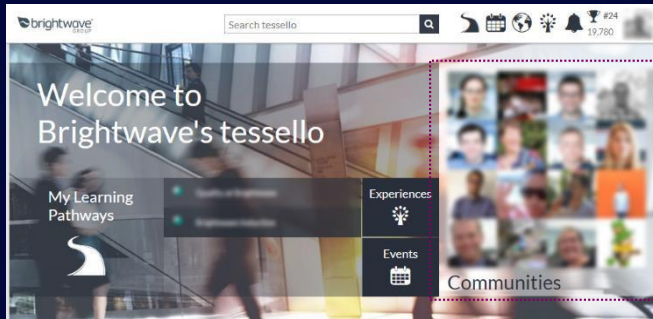 brightwave
GROUP
Search tessello
#24
19,780
Welcome to
Brightwave's tessello
My Learning
Pathways
Experiences
Events
Communities